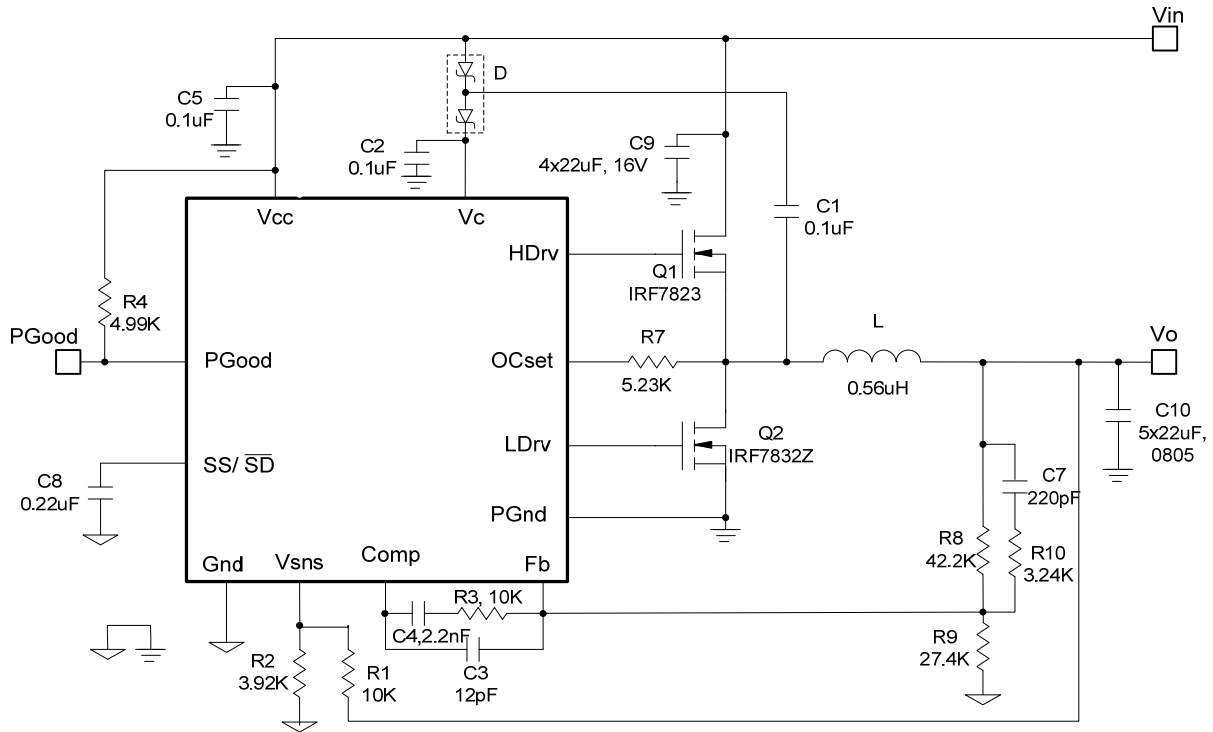 Vin
D
C5
0.1uF
C2
0.1uF
C9
4x22uF, 16V
Vcc
Vc
C1
0.1uF
HDrv
Q1
IRF7823
R4
4.99K
PGood
PGood
OCset
R7
5.23K
L
0.56uH
Vo
C10
5x22uF,
0805
LDrv
Q2
IRF7832Z
SS/ SD
C8
0.22uF
C7
220pF
PGnd
R8
42.2K
R10
3.24K
Gnd
Vsns
Comp
Fb
R3, 10K
C4,2.2nF
R9
27.4K
R2
3.92K
R1
10K
C3
12pF